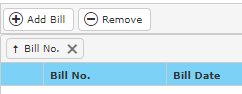 Add Bill Remove
↑ Bill No. ×
Bill No. Bill Date